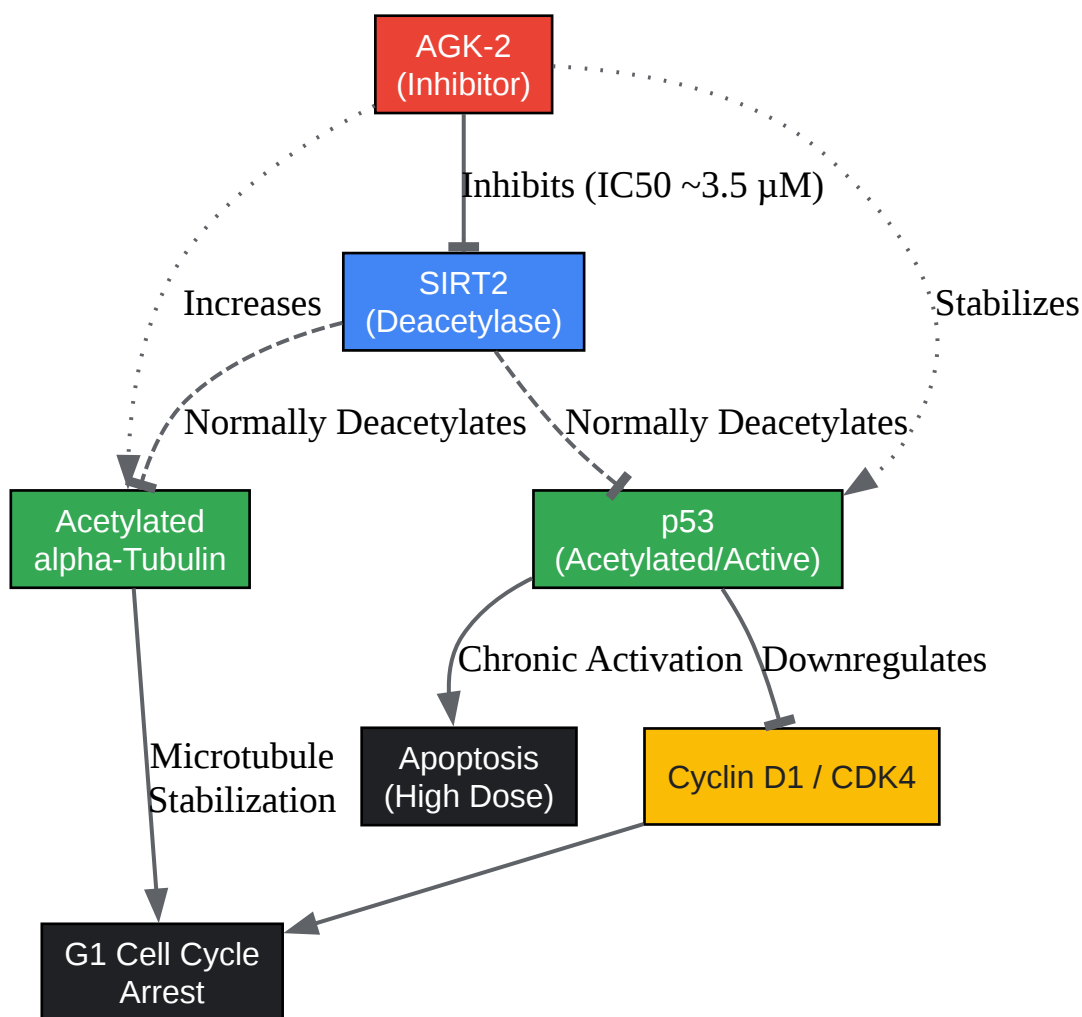 AGK-2
(Inhibitor)
Inhibits (IC50 ~3.5 µM)
SIRT2
(Deacetylase)
Increases
Stabilizes
Normally Deacetylates
Normally Deacetylates
Acetylated
alpha-Tubulin
p53
(Acetylated/Active)
Chronic Activation
Downregulates
Microtubule
Stabilization
Apoptosis
(High Dose)
Cyclin D1 / CDK4
G1 Cell Cycle
Arrest